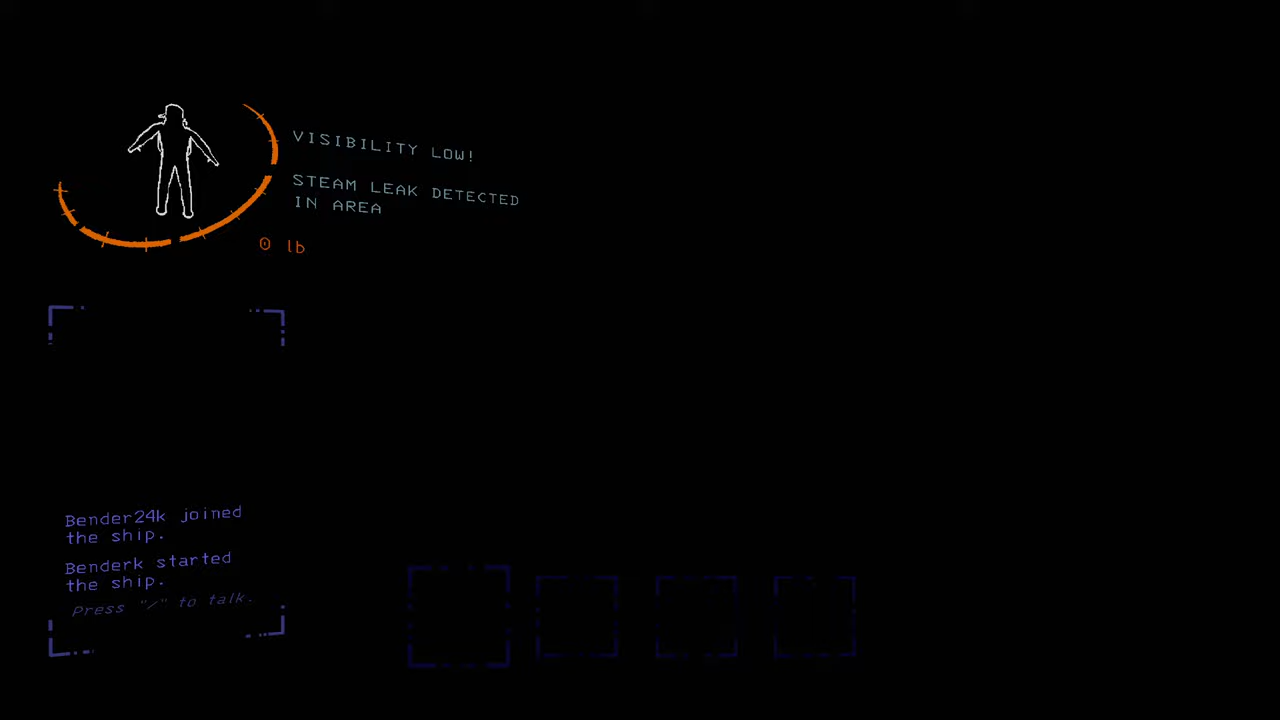 VISIBILITY LOW!
STEAM LEAK DETECTED
IN AREA
0 lb
Bender24k joined
the ship.
Benderk started
the ship.
Press "/" to talk.